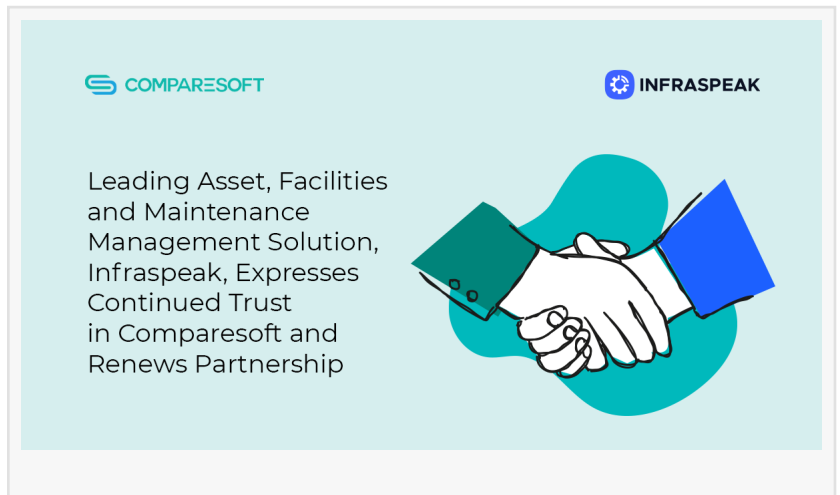 COMPARESOFT
INFRASPEAK
Leading Asset, Facilities
and Maintenance
Management Solution,
Infraspeak, Expresses
Continued Trust
in Comparesoft and
Renews Partnership